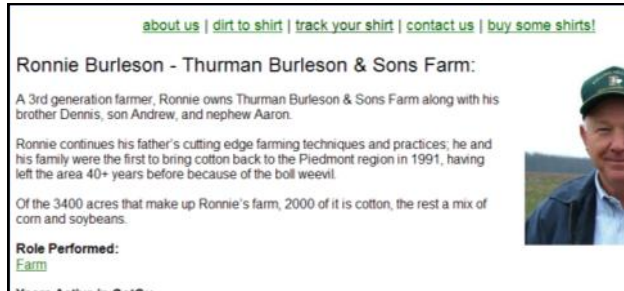 about us | dirt to shirt | track your shirt | contact us | buy some shirts!
Ronnie Burleson - Thurman Burleson & Sons Farm:
A 3rd generation farmer, Ronnie owns Thurman Burleson & Sons Farm along with his
brother Dennis, son Andrew, and nephew Aaron.
Ronnie continues his father's cutting edge farming techniques and practices; he and
his family were the first to bring cotton back to the Piedmont region in 1991, having
left the area 40+ years before because of the boll weevil.
Of the 3400 acres that make up Ronnie's farm, 2000 of it is cotton, the rest a mix of
corn and soybeans.
Role Performed:
Farm